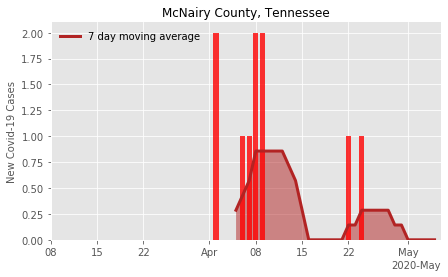 McNairy County, Tennessee
7 day moving average
New Covid-19 Cases
2.00
1.75
1.50
1.25
1.00
0.75
0.50
0.25
0.00
08 15 22 Apr 08 15 22 May
2020-May